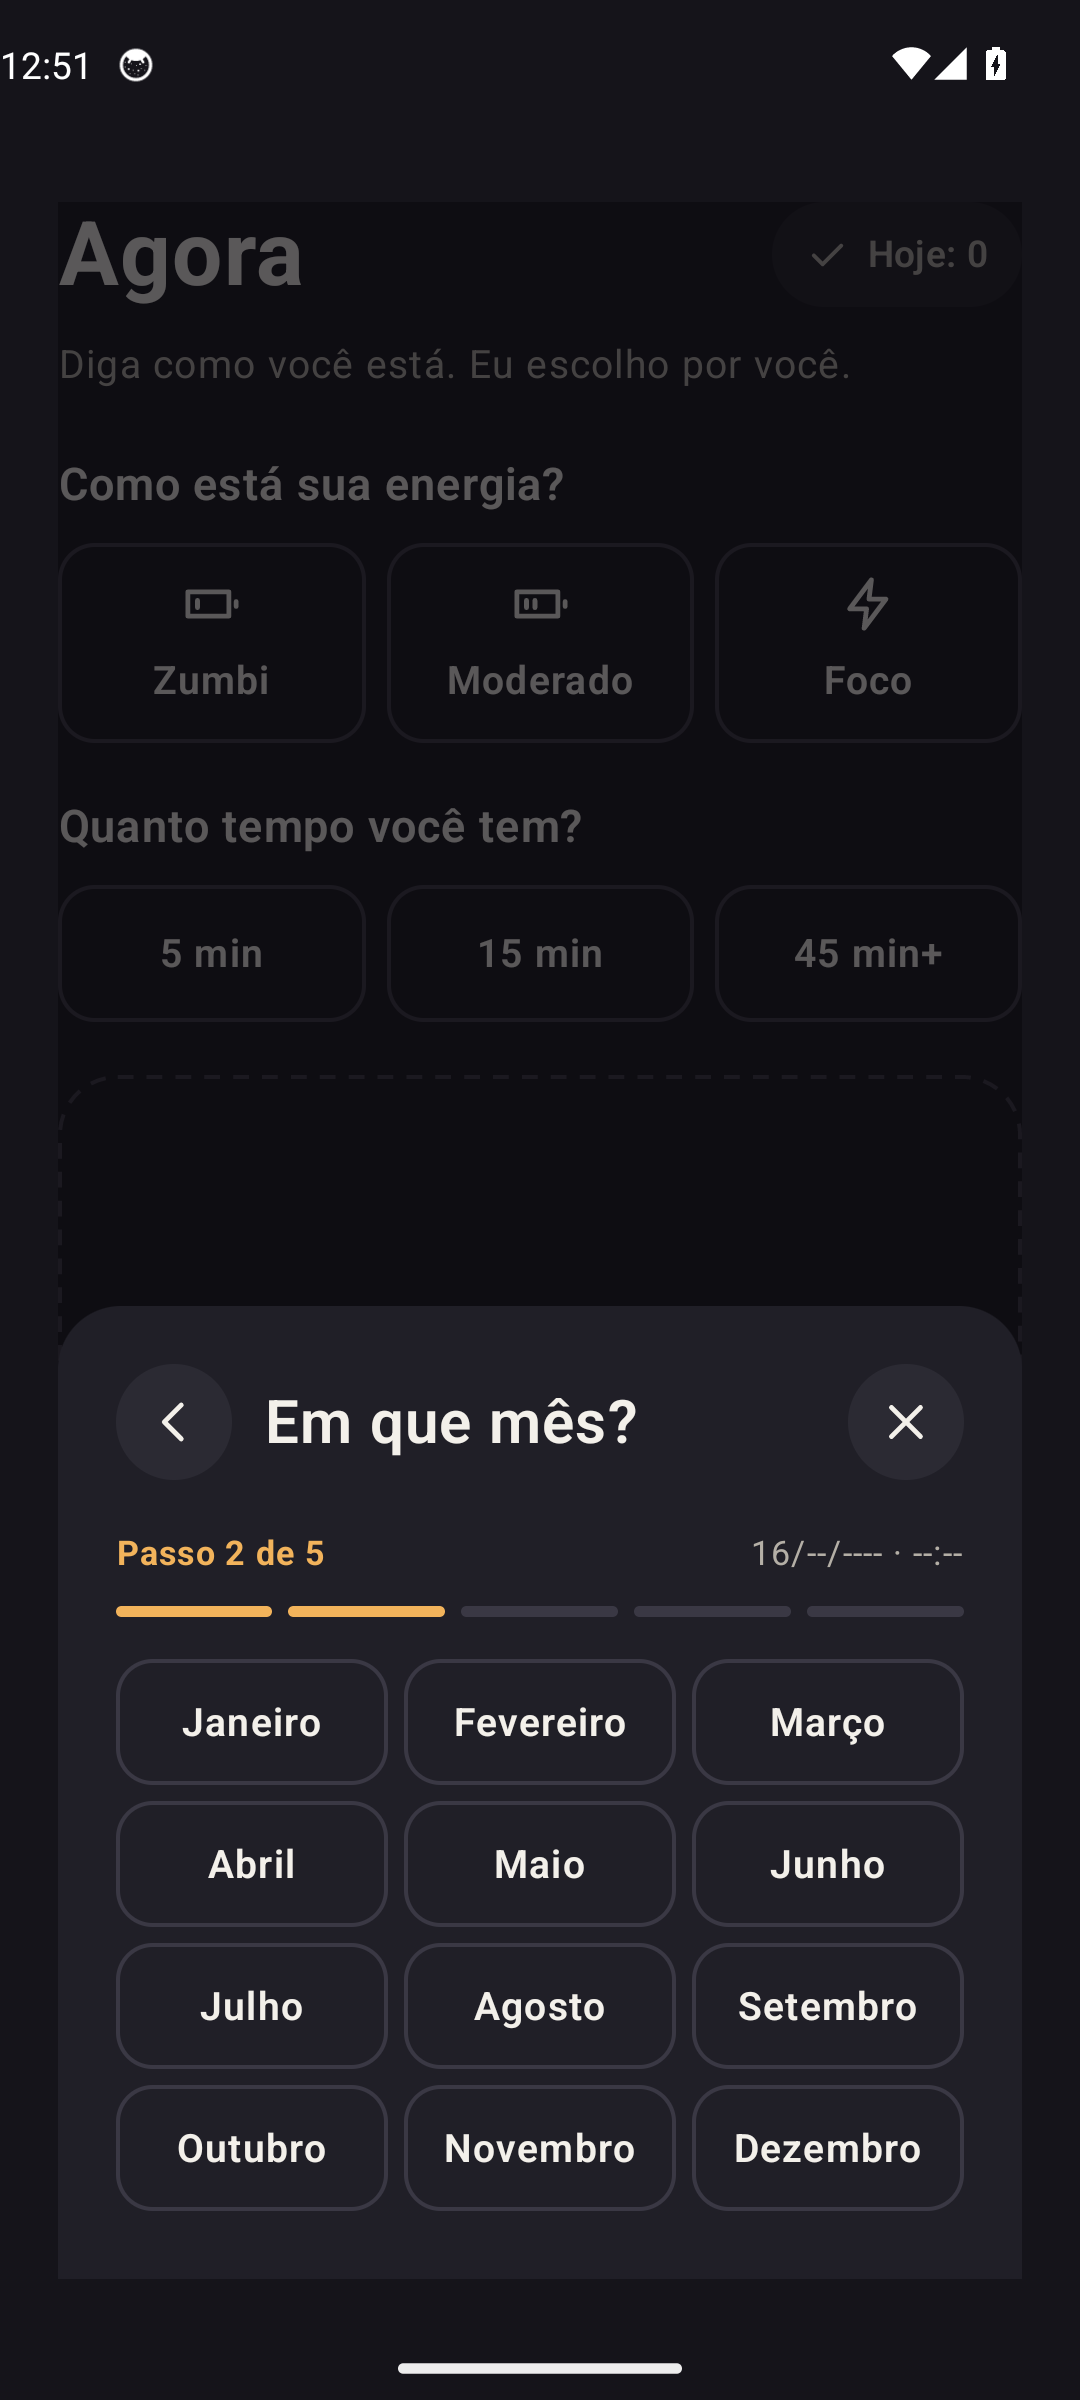 12:51
Agora
Hoje: 0
Diga como você está. Eu escolho por você.
Como está sua energia?
Zumbi
Moderado
Foco
Quanto tempo você tem?
5 min
15 min
45 min+
Em que mês?
Passo 2 de 5
16/--/---- · --:--
Janeiro
Fevereiro
Março
Abril
Maio
Junho
Julho
Agosto
Setembro
Outubro
Novembro
Dezembro